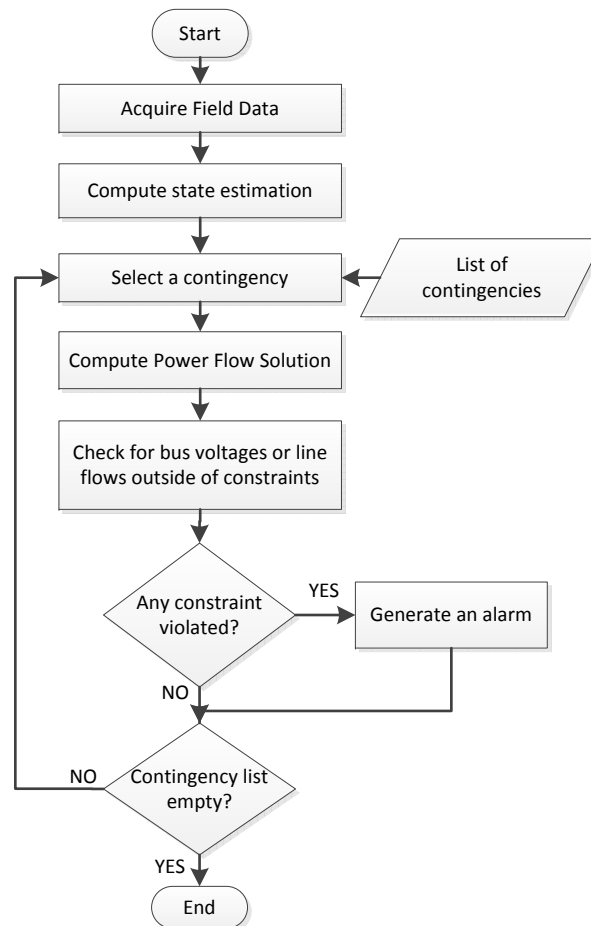 Start
Acquire Field Data
Compute state estimation
Select a contingency
List of
contingencies
Compute Power Flow Solution
Check for bus voltages or line
flows outside of constraints
Any constraint
violated?
YES
Generate an alarm
NO
Contingency list
empty?
NO
YES
End